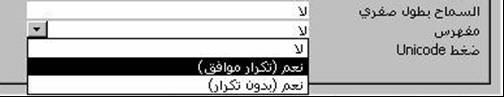 السماح بطول صفري لا
مفهرس لا
ضغط Unicode لا
نعم (تكرار موافق)
نعم (بدون تكرار)